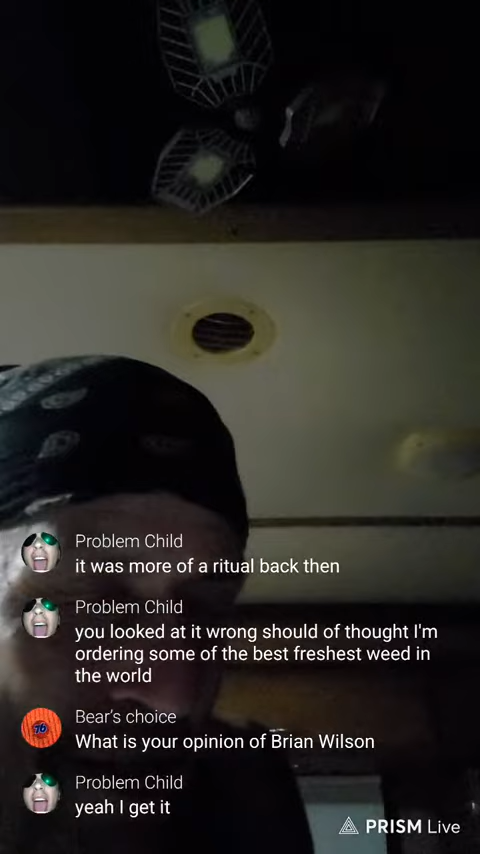 Problem Child
it was more of a ritual back then
Problem Child
you looked at it wrong should of thought I'm
ordering some of the best freshest weed in
the world
Bear's choice
76
What is your opinion of Brian Wilson
Problem Child
yeah I get it
PRISM Live